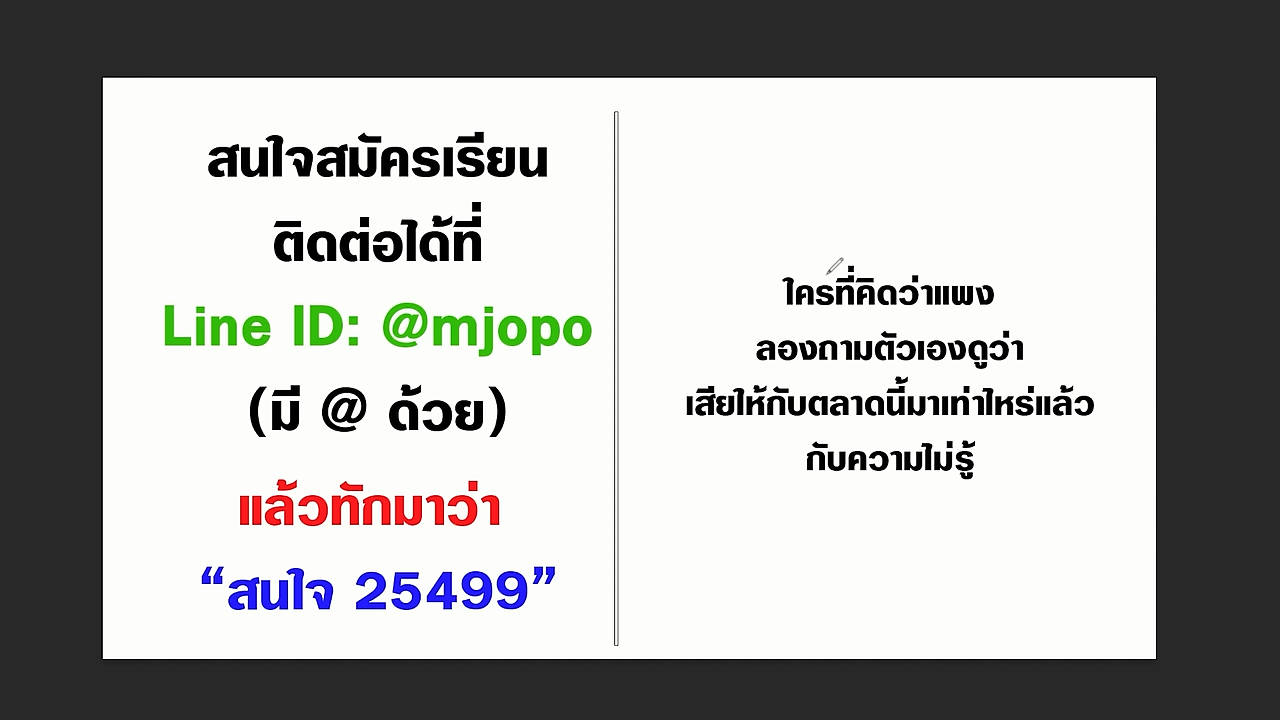 สนใจสมัครเรียน
ติดต่อได้ที่
Line ID: @mjopo
(มี @ ด้วย)
แล้วทักมาว่า
“สนใจ 25499”
ใครที่คิดว่าแพง
ลองถามตัวเองดูว่า
เสียให้กับตลาดนี้มาเท่าไหร่แล้ว
กับความไม่รู้